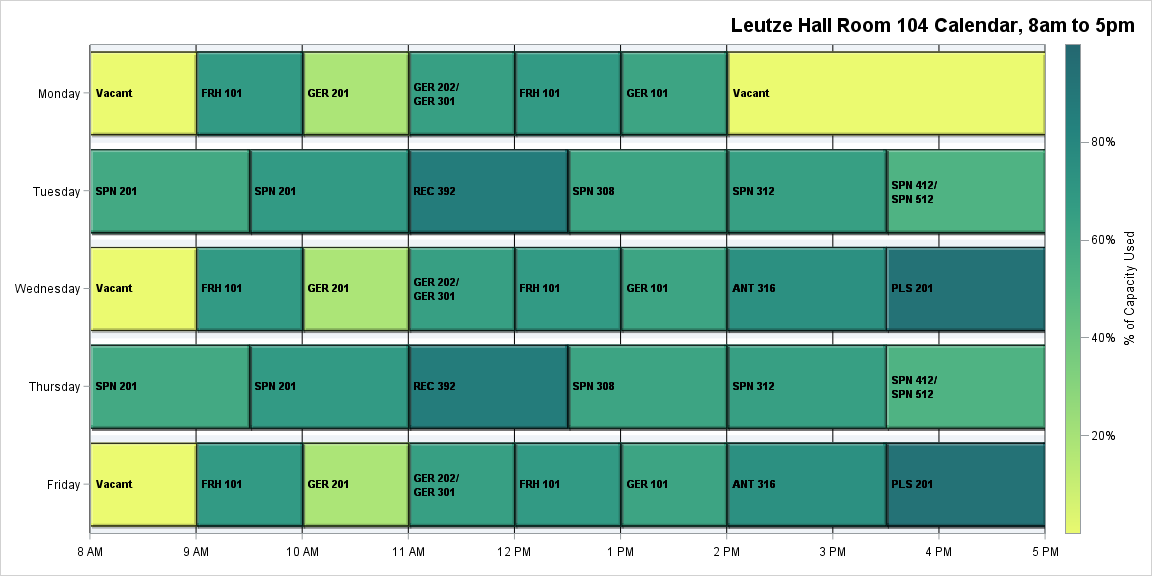 Leutze Hall Room 104 Calendar, 8am to 5pm
Monday
Vacant
FRH 101
GER 201
GER 202/
GER 301
FRH 101
GER 101
Vacant
Tuesday
SPN 201
SPN 201
REC 392
SPN 308
SPN 312
SPN 412/
SPN 512
Wednesday
Vacant
FRH 101
GER 201
GER 202/
GER 301
FRH 101
GER 101
ANT 316
PLS 201
Thursday
SPN 201
SPN 201
REC 392
SPN 308
SPN 312
SPN 412/
SPN 512
Friday
Vacant
FRH 101
GER 201
GER 202/
GER 301
FRH 101
GER 101
ANT 316
PLS 201
8 AM
9 AM
10 AM
11 AM
12 PM
1 PM
2 PM
3 PM
4 PM
5 PM
80%
60%
40%
20%
% of Capacity Used